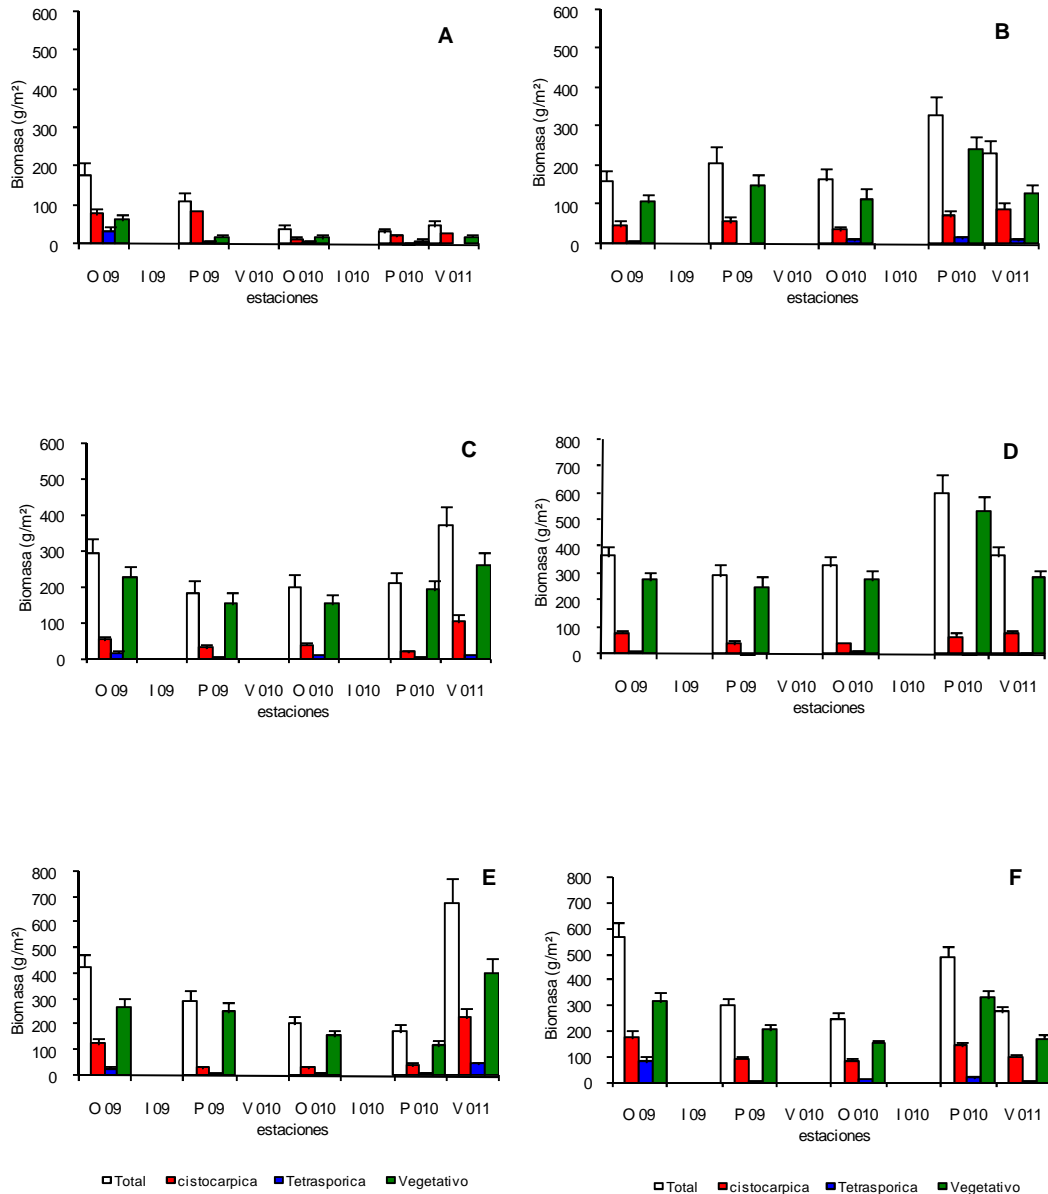 A
600
500
400
300
200
100
0
Biomasa (g/m²)
O 09 I 09 P 09 V 010 O 010 I 010 P 010 V 011
estaciones
B
600
500
400
300
200
100
0
Biomasa (g/m²)
O 09 I 09 P 09 V 010 O 010 I 010 P 010 V 011
estaciones
C
600
500
400
300
200
100
0
Biomasa (g/m²)
O 09 I 09 P 09 V 010 O 010 I 010 P 010 V 011
estaciones
D
800
700
600
500
400
300
200
100
0
Biomasa (g/m²)
O 09 I 09 P 09 V 010 O 010 I 010 P 010 V 011
estaciones
E
800
700
600
500
400
300
200
100
0
Biomasa (g/m²)
O 09 I 09 P 09 V 010 O 010 I 010 P 010 V 011
estaciones
Total cistocarpica Tetrasporica Vegetativo
F
800
700
600
500
400
300
200
100
0
Biomasa (g/m²)
O 09 I 09 P 09 V 010 O 010 I 010 P 010 V 011
estaciones
Total cistocarpica Tetrasporica Vegetativo